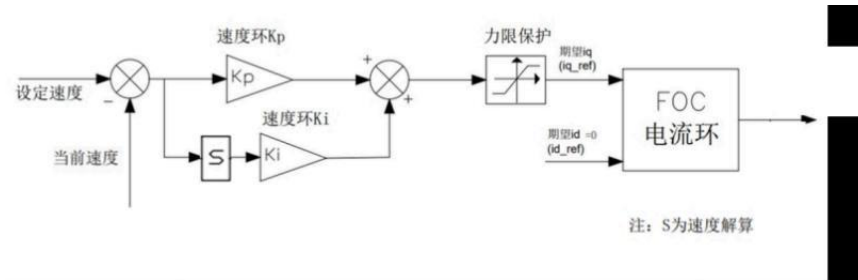 速度环Kp
力限保护
期望iq
(iq_ref)
+
Kp
设定速度
−
+
FOC
电流环
速度环Ki
期望id =0
(id_ref)
当前速度
S
Ki
注：S为速度解算